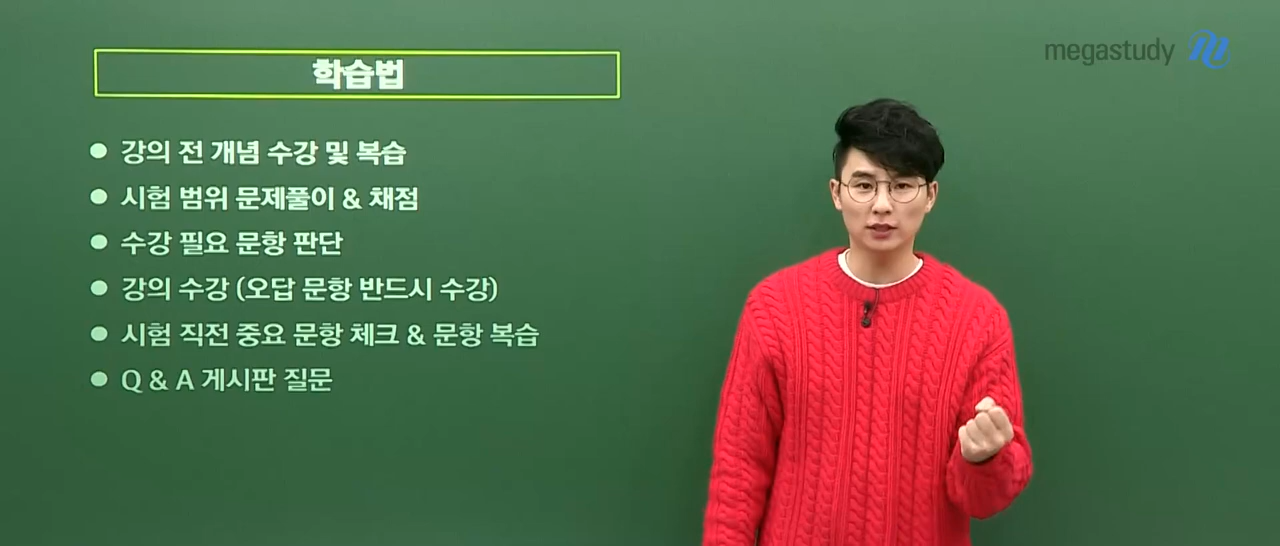 megastudy
학습법
강의 전 개념 수강 및 복습
시험 범위 문제풀이 & 채점
수강 필요 문항 판단
강의 수강 (오답 문항 반드시 수강)
시험 직전 중요 문항 체크 & 문항 복습
Q & A 게시판 질문